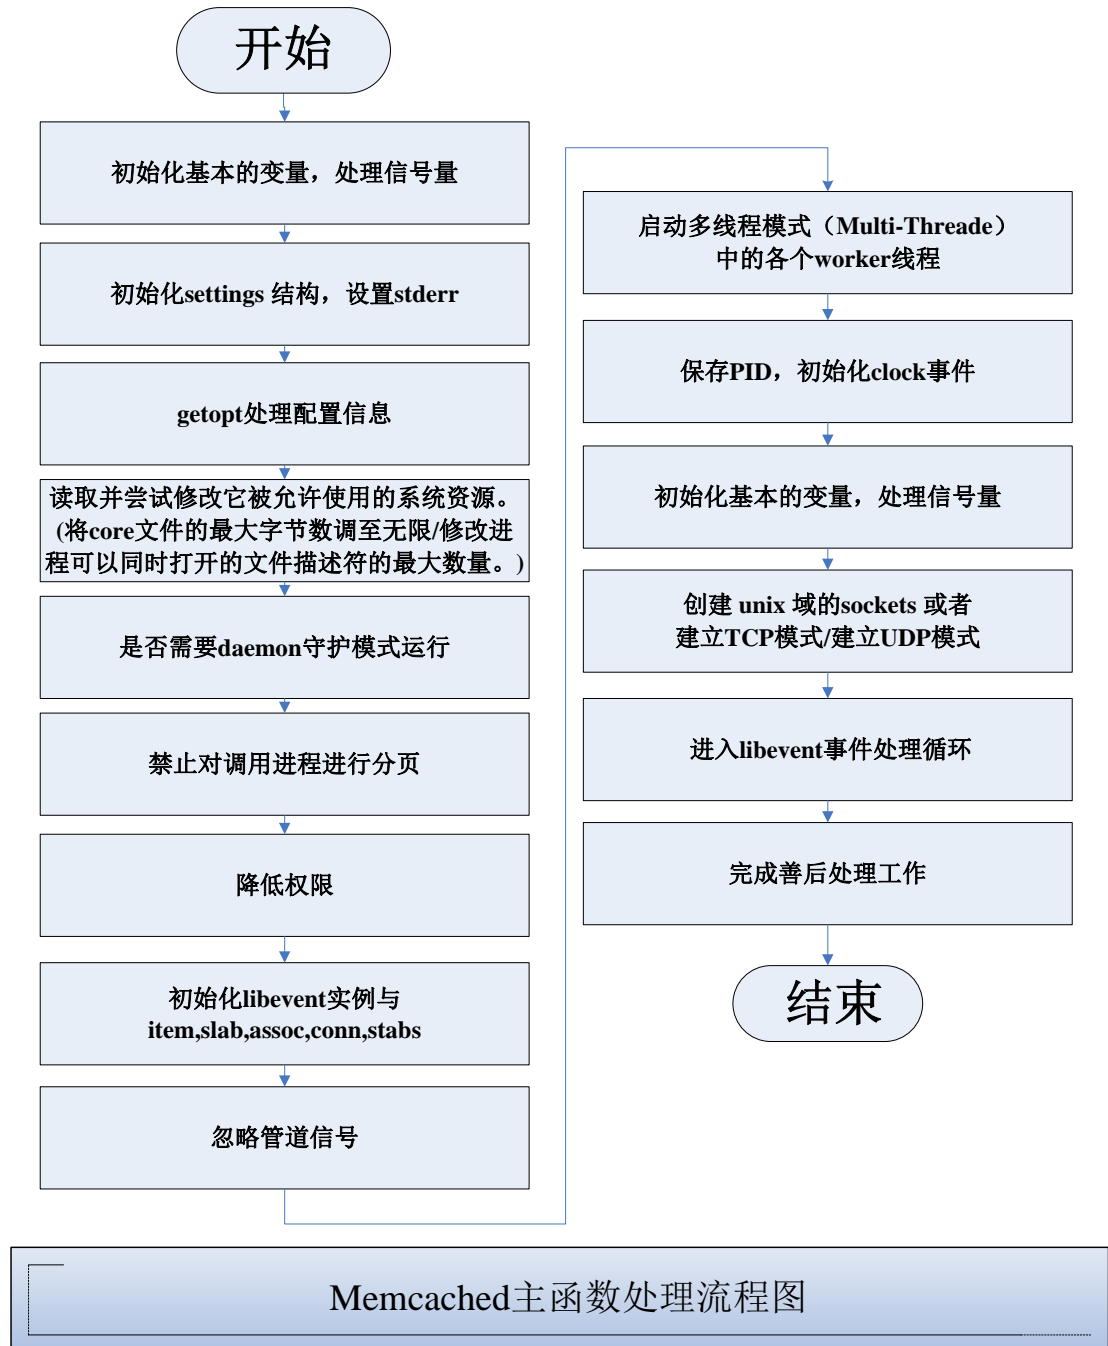 开始
初始化基本的变量，处理信号量
初始化settings 结构，设置stderr
getopt处理配置信息
读取并尝试修改它被允许使用的系统资源。
(将core文件的最大字节数调至无限/修改进
程可以同时打开的文件描述符的最大数量。)
是否需要daemon守护模式运行
禁止对调用进程进行分页
降低权限
初始化libevent实例与
item,slab,assoc,conn,stabs
忽略管道信号
启动多线程模式（Multi-Threade）
中的各个worker线程
保存PID，初始化clock事件
初始化基本的变量，处理信号量
创建 unix 域的sockets 或者
建立TCP模式/建立UDP模式
进入libevent事件处理循环
完成善后处理工作
结束
Memcached主函数处理流程图